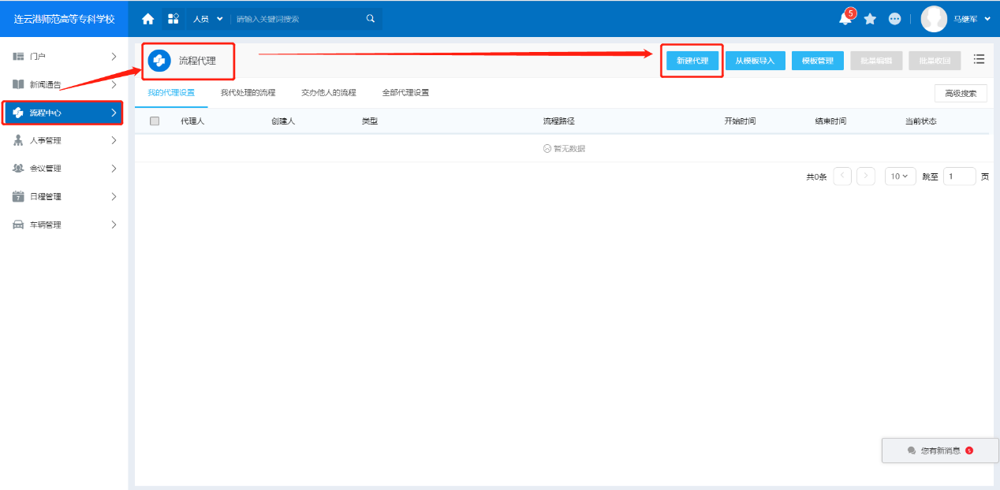 连云港师范高等专科学校
人员 请输入关键词搜索 5 马继军
门户
新闻通告
流程中心
人事管理
会议管理
7 日程管理
车辆管理
流程代理 新建代理 从模板导入 模板管理 批量编辑 批量收回
我的代理设置 我代处理的流程 交办他人的流程 全部代理设置 高级搜索
代理人 创建人 类型 流程路径 开始时间 结束时间 当前状态
暂无数据
共0条 10 跳至 1 页
您有新消息 5